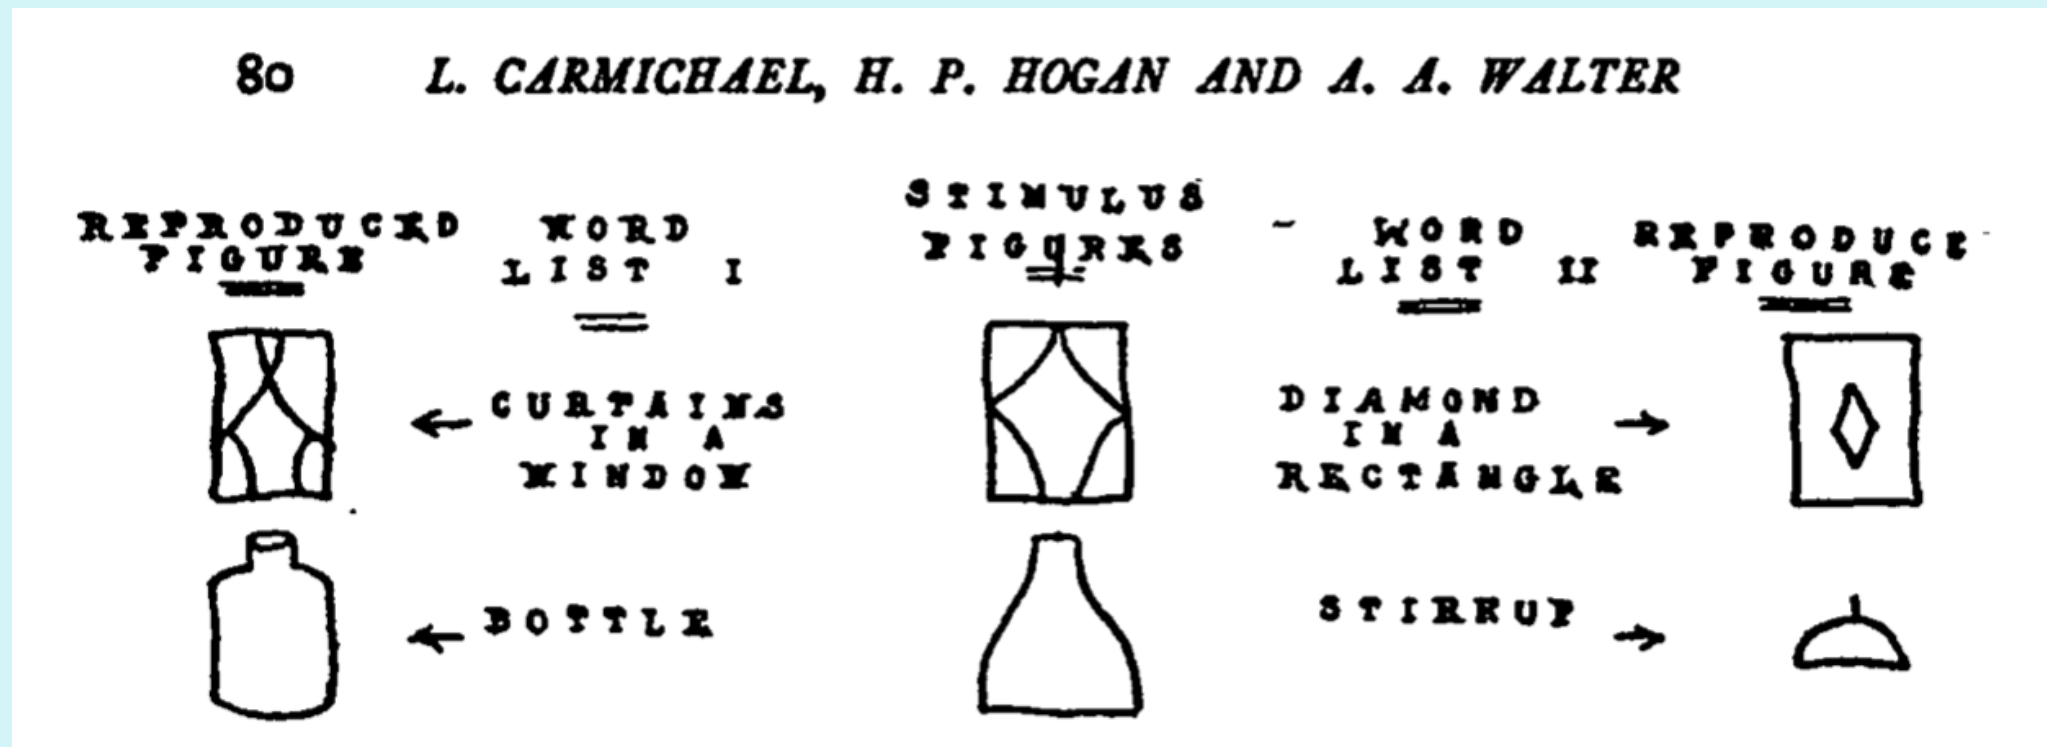 80 L. CARMICHAEL, H. P. HOGAN AND A. A. WALTER
REPRODUCED
FIGURE
WORD
LIST I
STIMULUS
FIGURES
WORD
LIST II
REPRODUCE
FIGURE
CURTAINS
IN A
WINDOW
DIAMOND
IN A
RECTANGLE
BOTTLE
STIRRUP